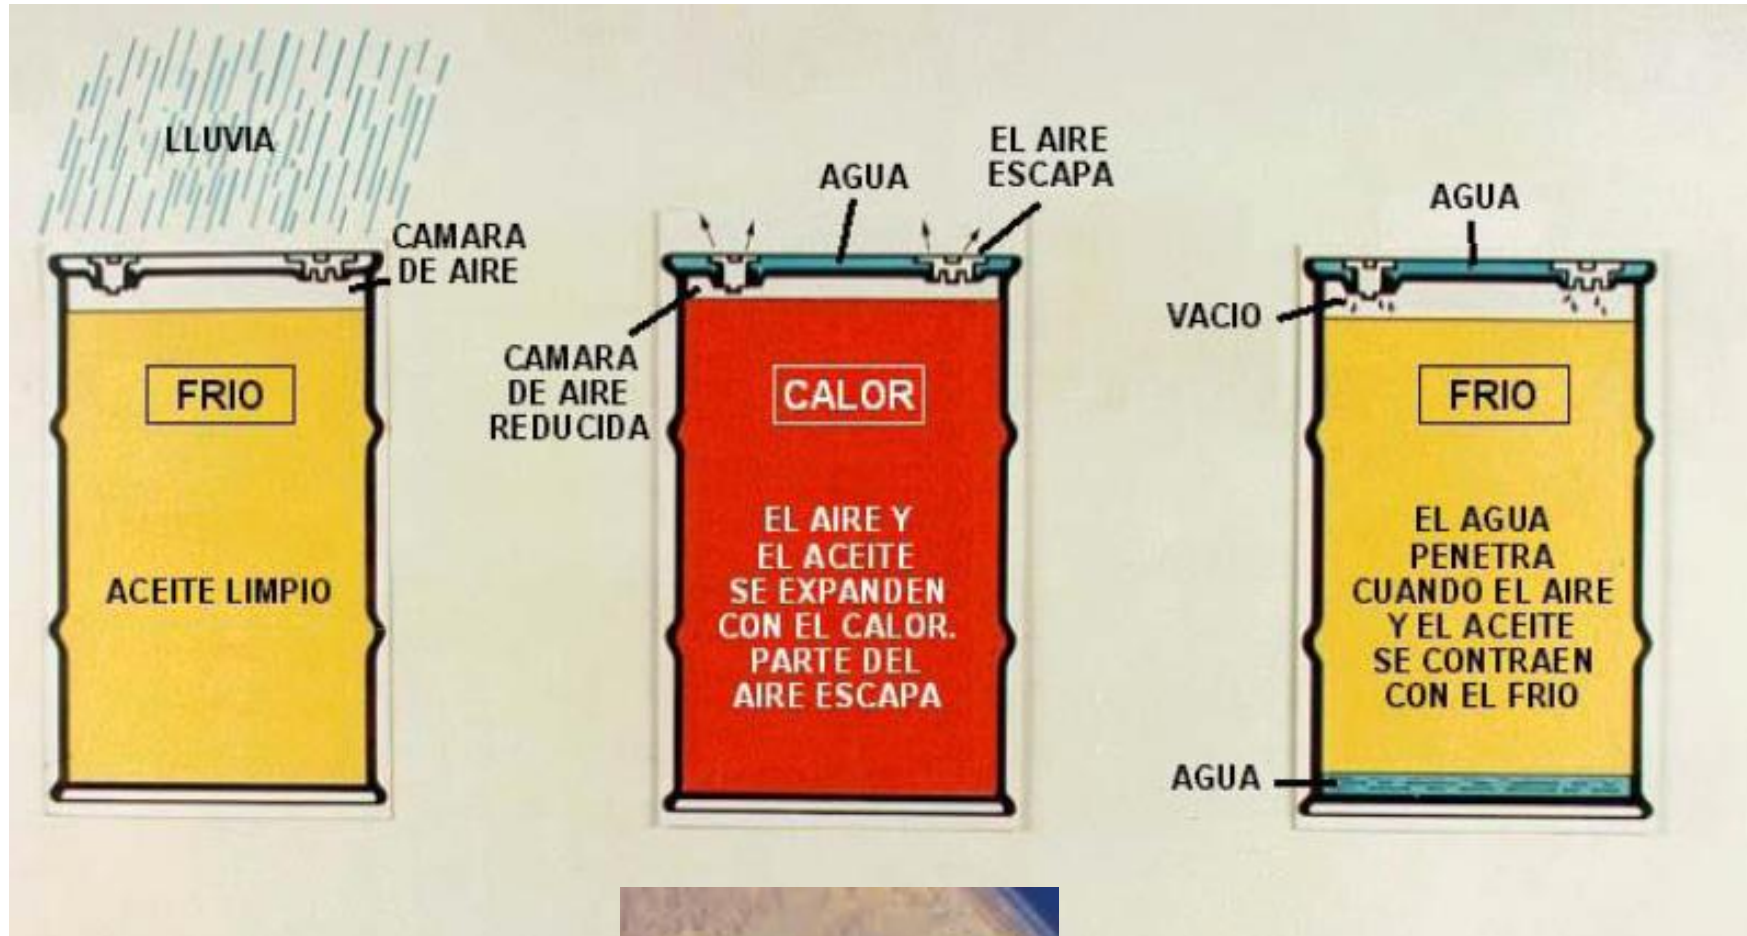 LLUVIA
CAMARA
DE AIRE
FRIO
ACEITE LIMPIO
AGUA
EL AIRE
ESCAPA
CAMARA
DE AIRE
REDUCIDA
CALOR
EL AIRE Y
EL ACEITE
SE EXPANDEN
CON EL CALOR.
PARTE DEL
AIRE ESCAPA
AGUA
VACIO
FRIO
EL AGUA
PENETRA
CUANDO EL AIRE
Y EL ACEITE
SE CONTRAEN
CON EL FRIO
AGUA